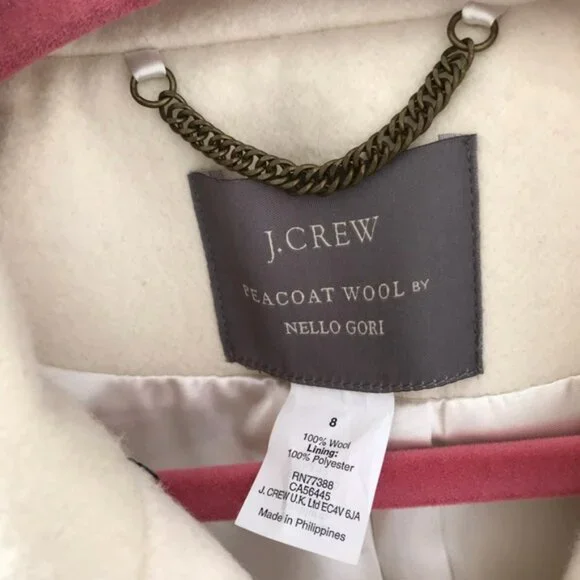 J.CREW
PEACOAT WOOL BY
NELLO GORI
8
100% Wool
Lining:
100% Polyester
RN77388
CA56445
J. CREW U.K. Ltd EC4V 6JA
Made in Philippines